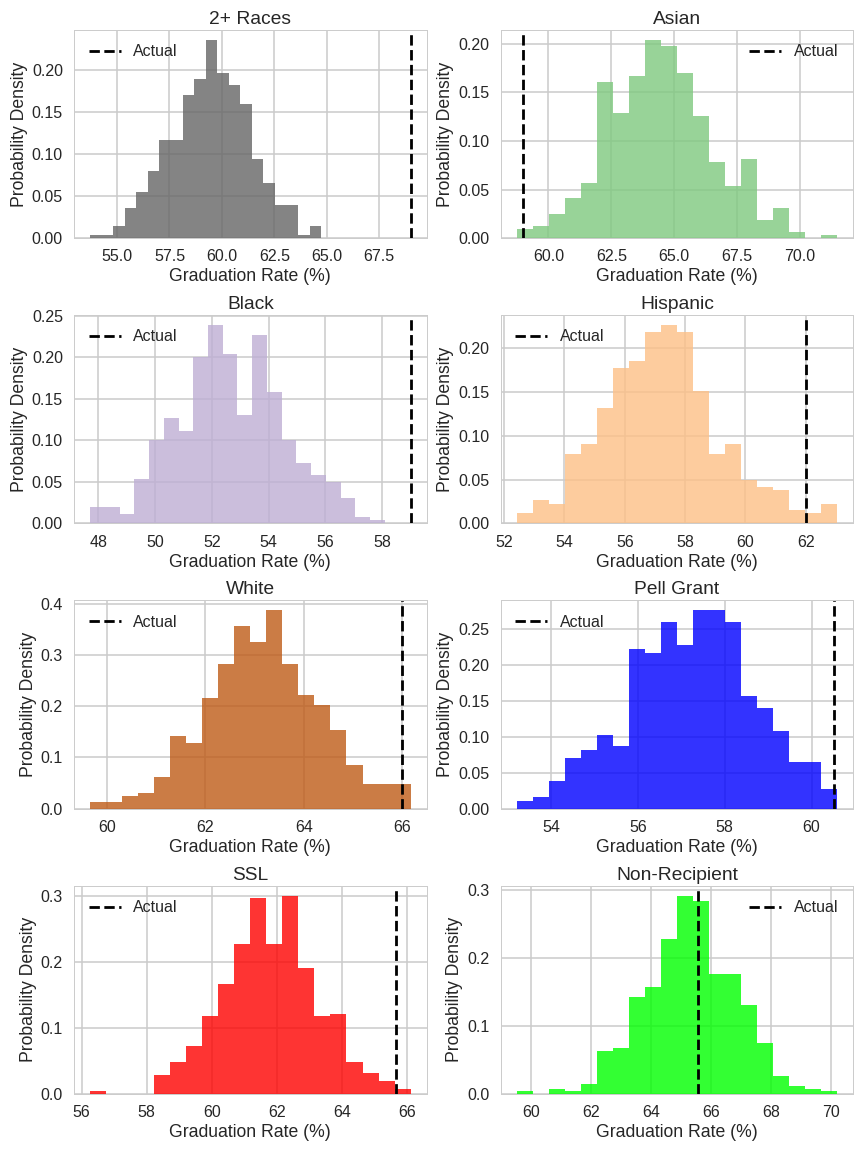 2+ Races
Asian
Actual
Actual
Probability Density
0.20
0.15
0.10
0.05
0.00
Probability Density
0.20
0.15
0.10
0.05
0.00
55.0 57.5 60.0 62.5 65.0 67.5
60.0 62.5 65.0 67.5 70.0
Graduation Rate (%)
Graduation Rate (%)
Black
Hispanic
Actual
Actual
Probability Density
0.25
0.20
0.15
0.10
0.05
0.00
Probability Density
0.20
0.15
0.10
0.05
0.00
48 50 52 54 56 58
52 54 56 58 60 62
Graduation Rate (%)
Graduation Rate (%)
White
Pell Grant
Actual
Actual
Probability Density
0.4
0.3
0.2
0.1
0.0
Probability Density
0.25
0.20
0.15
0.10
0.05
0.00
60 62 64 66
54 56 58 60
Graduation Rate (%)
Graduation Rate (%)
SSL
Non-Recipient
Actual
Actual
Probability Density
0.3
0.2
0.1
0.0
Probability Density
0.3
0.2
0.1
0.0
56 58 60 62 64 66
60 62 64 66 68 70
Graduation Rate (%)
Graduation Rate (%)